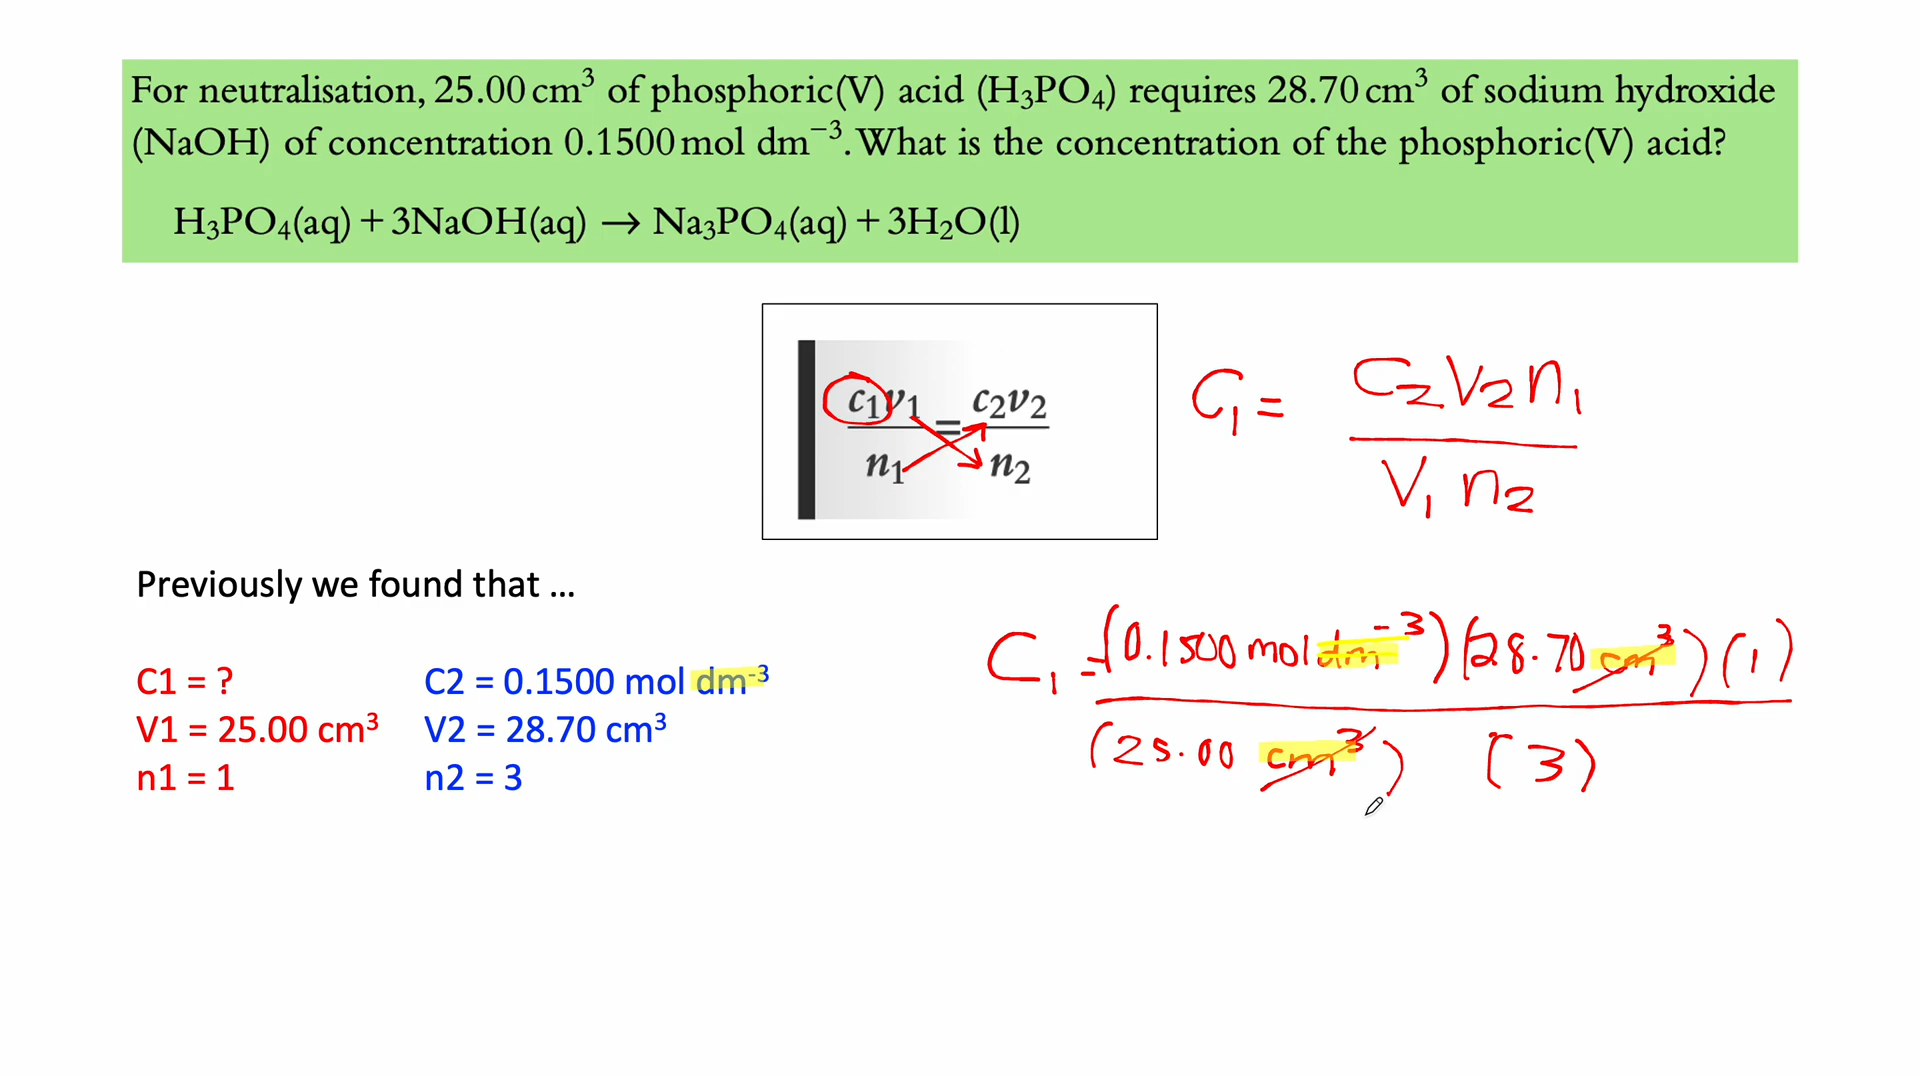 For neutralisation, 25.00 cm³ of phosphoric(V) acid (H₃PO₄) requires 28.70 cm³ of sodium hydroxide
(NaOH) of concentration 0.1500 mol dm⁻³. What is the concentration of the phosphoric(V) acid?
H₃PO₄(aq) + 3NaOH(aq) → Na₃PO₄(aq) + 3H₂O(l)
c₁v₁ / n₁ = c₂v₂ / n₂
C₁ = C₂V₂n₁ / V₁n₂
Previously we found that ...
C1 = ? C2 = 0.1500 mol dm⁻³
V1 = 25.00 cm³ V2 = 28.70 cm³
n1 = 1 n2 = 3
C₁ = (0.1500 mol dm⁻³)(28.70 cm³)(1)
(25.00 cm³) (3)